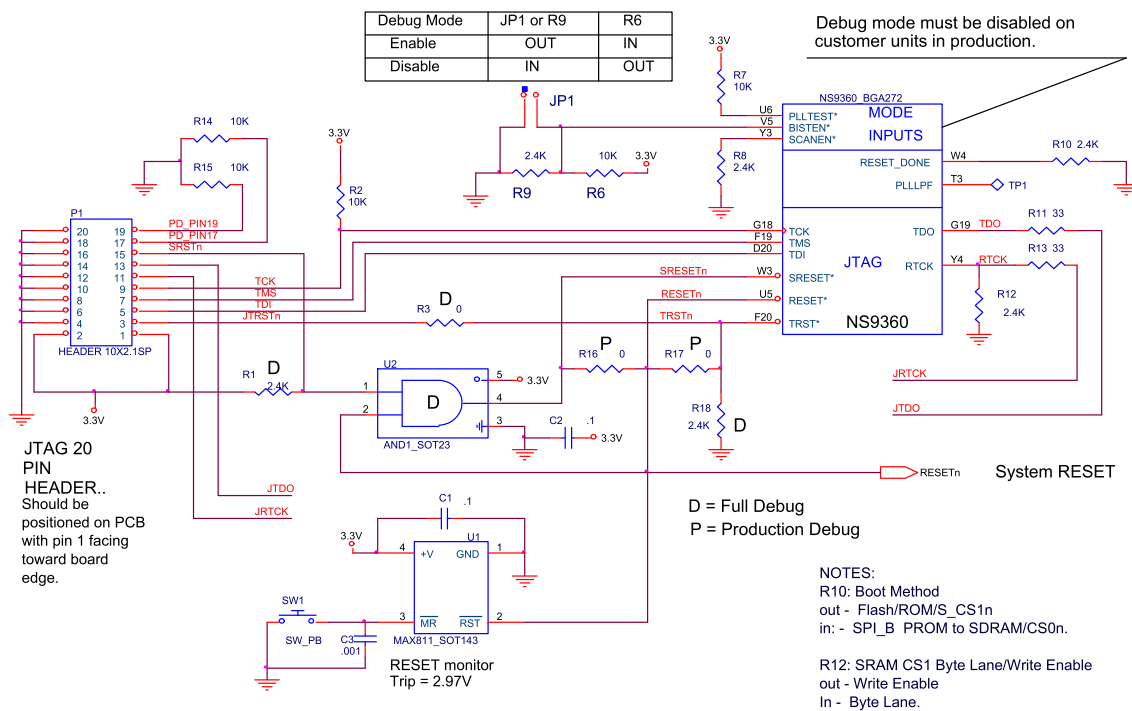 Debug Mode JP1 or R9 R6
Enable OUT IN
Disable IN OUT
Debug mode must be disabled on
customer units in production.
3.3V
R7
10K
JP1
NS9360_BGA272
U6 PLLTEST*
V5 BISTEN*
Y3 SCANEN*
MODE
INPUTS
R8
2.4K
2.4K
R9
10K
R6
3.3V
RESET_DONE W4
R10 2.4K
PLLLPF T3
TP1
R14 10K
R15 10K
3.3V
R2
10K
P1
20 19 PD_PIN19
18 17 PD_PIN17
16 15 SRSTn
14 13
12 11
10 9 TCK
8 7 TMS
6 5 TDI
4 3 JTRSTn
2 1
HEADER 10X2.1SP
G18 TCK
F19 TMS
D20 TDI
SRESETn W3 SRESET*
RESETn U5 RESET*
TRSTn F20 TRST*
JTAG
NS9360
TDO G19 TDO
R11 33
RTCK Y4 RTCK
R13 33
R12
2.4K
JRTCK
JTDO
R3 D 0
R1 D
2.4K
3.3V
P
R16 0
P
R17 0
R18
2.4K D
U2
1
2
D
5 3.3V
4
3
AND1_SOT23
C2 .1
3.3V
RESETn
System RESET
JTAG 20
PIN
HEADER..
Should be
positioned on PCB
with pin 1 facing
toward board
edge.
JTDO
JRTCK
D = Full Debug
P = Production Debug
C1 .1
3.3V
U1
4 +V GND 1
3 MR RST 2
MAX811_SOT143
SW1
SW_PB
C3
.001
RESET monitor
Trip = 2.97V
NOTES:
R10: Boot Method
out - Flash/ROM/S_CS1n
in: - SPI_B PROM to SDRAM/CS0n.
R12: SRAM CS1 Byte Lane/Write Enable
out - Write Enable
In - Byte Lane.